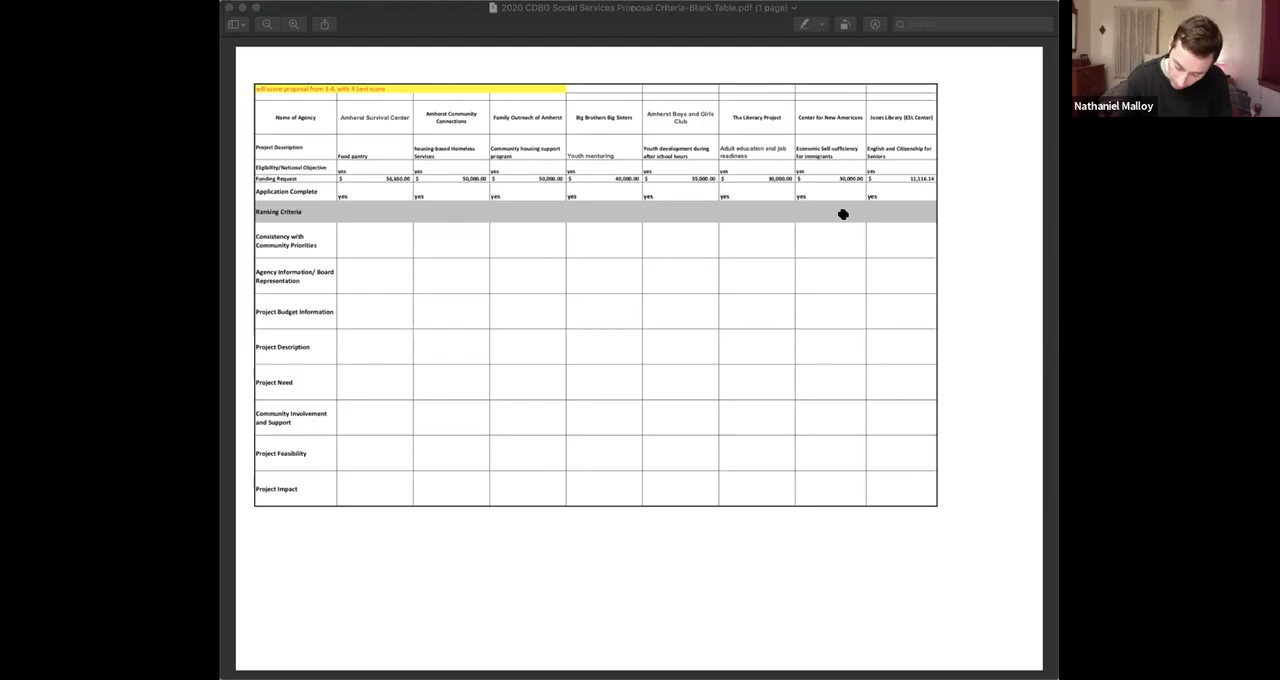 2020 CDBG Social Services Proposal Criteria-Blank Table.pdf (1 page)
Search
Nathaniel Malloy
will score proposal from 1-4, with 4 best score
Name of Agency
Amherst Survival Center
Amherst Community
Connections
Family Outreach of Amherst
Big Brothers Big Sisters
Amherst Boys and Girls
Club
The Literacy Project
Center for New Americans
Jones Library (ESL Center)
Project Description
Food pantry
housing-based Homeless
Services
Community housing support
program
Youth mentoring
Youth development during
after school hours
Adult education and job
readiness
Economic Self-sufficiency
for immigrants
English and Citizenship for
Seniors
Eligibility/National Objective
yes
yes
yes
yes
yes
yes
yes
yes
Funding Request
$ 56,650.00
$ 50,000.00
$ 50,000.00
$ 40,000.00
$ 35,000.00
$ 30,000.00
$ 30,000.00
$ 11,116.14
Application Complete
yes
yes
yes
yes
yes
yes
yes
yes
Ranking Criteria
Consistency with
Community Priorities
Agency Information/ Board
Representation
Project Budget Information
Project Description
Project Need
Community Involvement
and Support
Project Feasibility
Project Impact